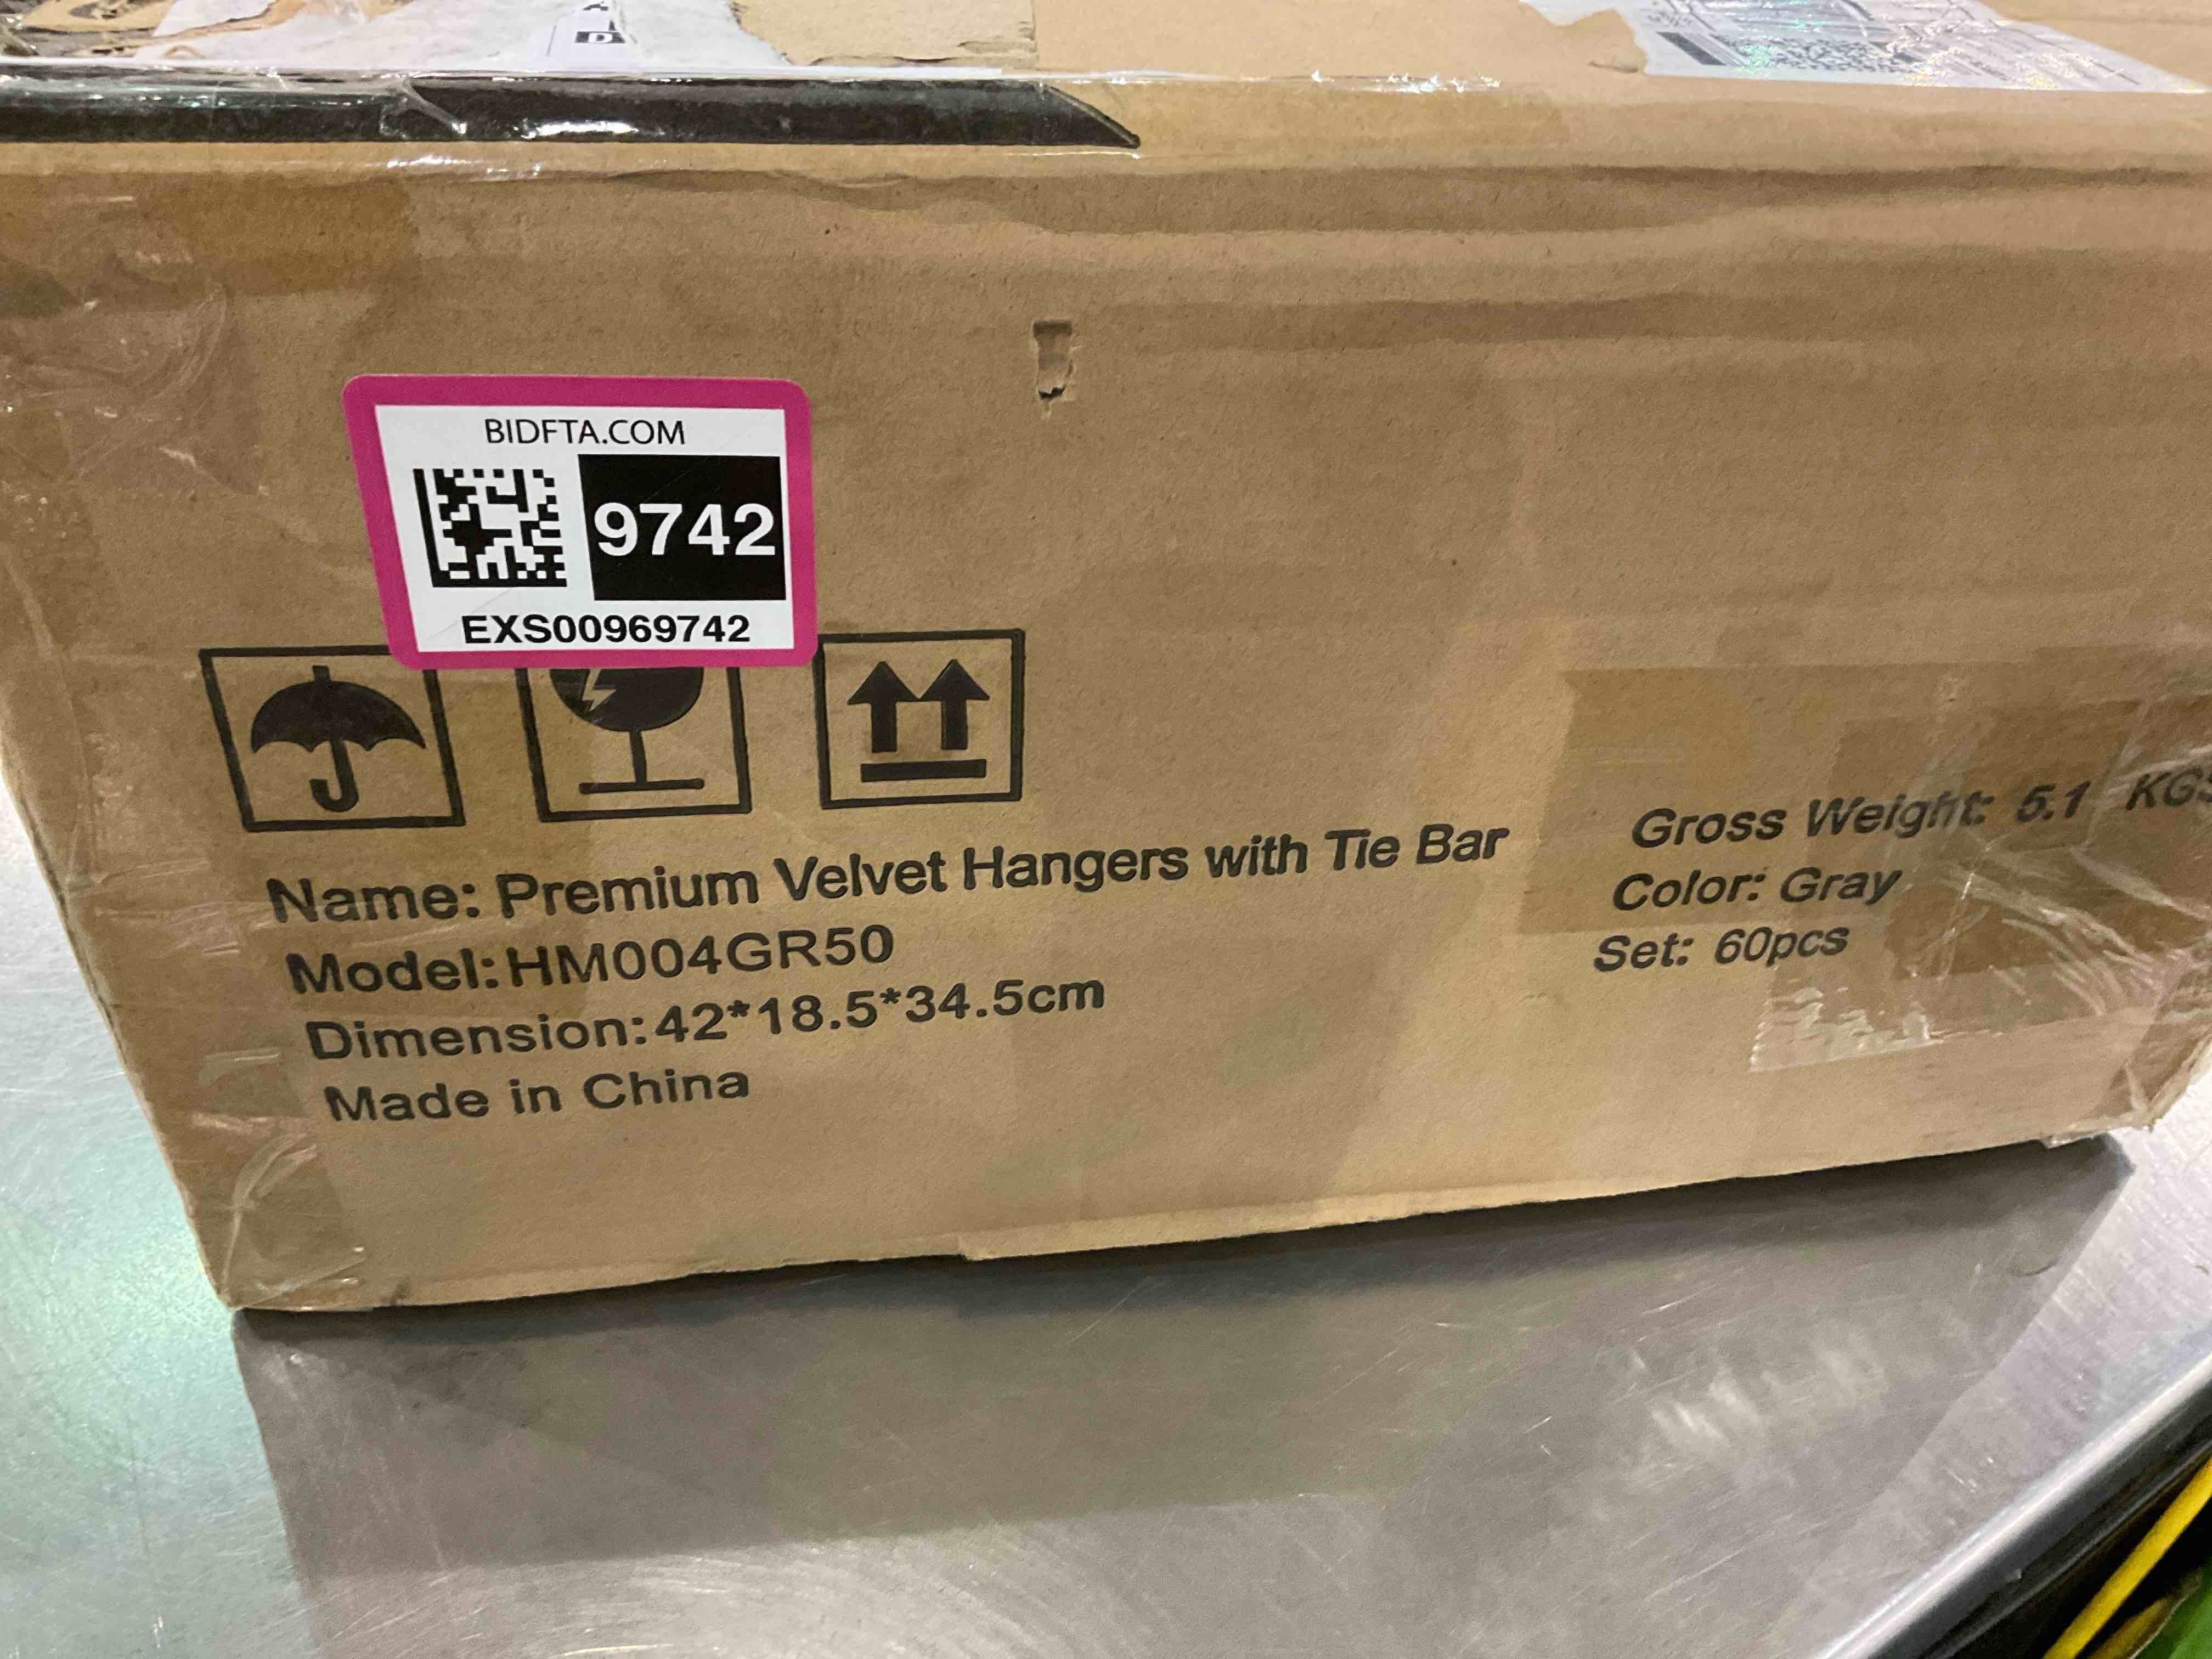 D
BIDFTA.COM
9742
EXS00969742
Name: Premium Velvet Hangers with Tie Bar
Model:HM004GR50
Dimension:42*18.5*34.5cm
Made in China
Gross Weight: 5.1 KGS
Color: Gray
Set: 60pcs